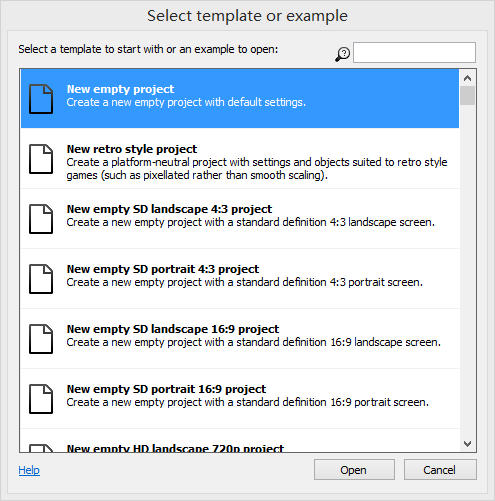 Select template or example
Select a template to start with or an example to open:
New empty project
Create a new empty project with default settings.
New retro style project
Create a platform-neutral project with settings and objects suited to retro style
games (such as pixellated rather than smooth scaling).
New empty SD landscape 4:3 project
Create a new empty project with a standard definition 4:3 landscape screen.
New empty SD portrait 4:3 project
Create a new empty project with a standard definition 4:3 portrait screen.
New empty SD landscape 16:9 project
Create a new empty project with a standard definition 16:9 landscape screen.
New empty SD portrait 16:9 project
Create a new empty project with a standard definition 16:9 portrait screen.
New empty HD landscape 720p project
Help
Open
Cancel